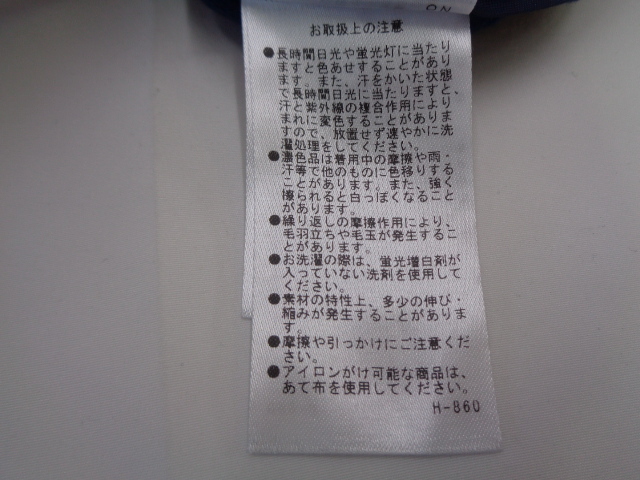 ON
お取扱上の注意
●長時間日光や蛍光灯に当たり
ますと色あせすることがあり
ます。また、汗をかいた状態
で長時間日光に当たりますと、
汗と紫外線の複合作用により
まれに変色することがありま
すので、放置せず速やかに洗
濯処理をしてください。
●濃色品は着用中の摩擦や雨・
汗等で他のものに色移りする
ことがあります。また、強く
擦られると白っぽくなること
があります。
●繰り返しの摩擦作用により、
毛羽立ちや毛玉が発生するこ
とがあります。
●お洗濯の際は、蛍光増白剤が
入っていない洗剤を使用して
ください。
●素材の特性上、多少の伸び・
縮みが発生することがありま
す。
●摩擦や引っかけにご注意くだ
さい。
●アイロンがけ可能な商品は、
あて布を使用してください。
H-860